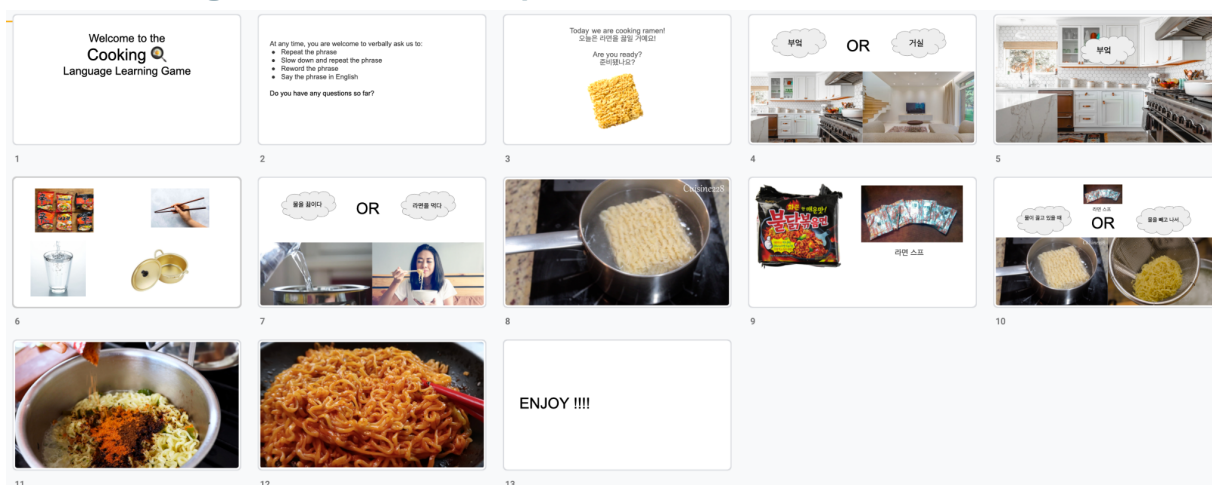 Welcome to the
Cooking
Language Learning Game
1
At any time, you are welcome to verbally ask us to:
● Repeat the phrase
● Slow down and repeat the phrase
● Reword the phrase
● Say the phrase in English
Do you have any questions so far?
2
Today we are cooking ramen!
오늘은 라면을 끓일 거예요!
Are you ready?
준비됐나요?
3
부엌
OR
거실
4
부엌
5
6
물을 끓이다
OR
라면을 먹다
7
Cuisine228
8
불닭볶음면
라면 스프
9
라면 스프
물이 끓고 있을 때
OR
물을 빼고 나서
10
11
12
ENJOY !!!!
13